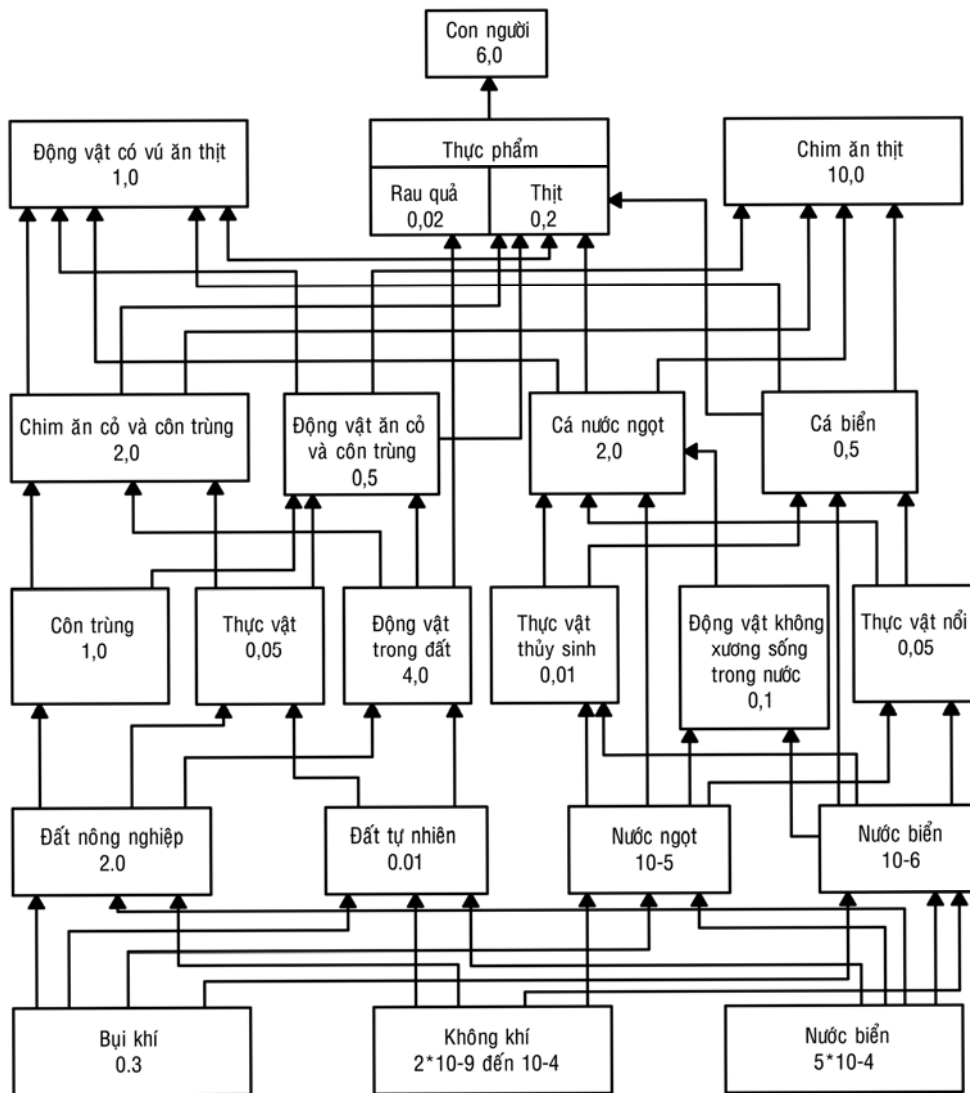 Con người
6,0
Động vật có vú ăn thịt
1,0
Thực phẩm
Rau quả
0,02
Thịt
0,2
Chim ăn thịt
10,0
Chim ăn cỏ và côn trùng
2,0
Động vật ăn cỏ
và côn trùng
0,5
Cá nước ngọt
2,0
Cá biển
0,5
Côn trùng
1,0
Thực vật
0,05
Động vật
trong đất
4,0
Thực vật
thủy sinh
0,01
Động vật không
xương sống
trong nước
0,1
Thực vật nổi
0,05
Đất nông nghiệp
2.0
Đất tự nhiên
0.01
Nước ngọt
10-5
Nước biển
10-6
Bụi khí
0.3
Không khí
2*10-9 đến 10-4
Nước biển
5*10-4